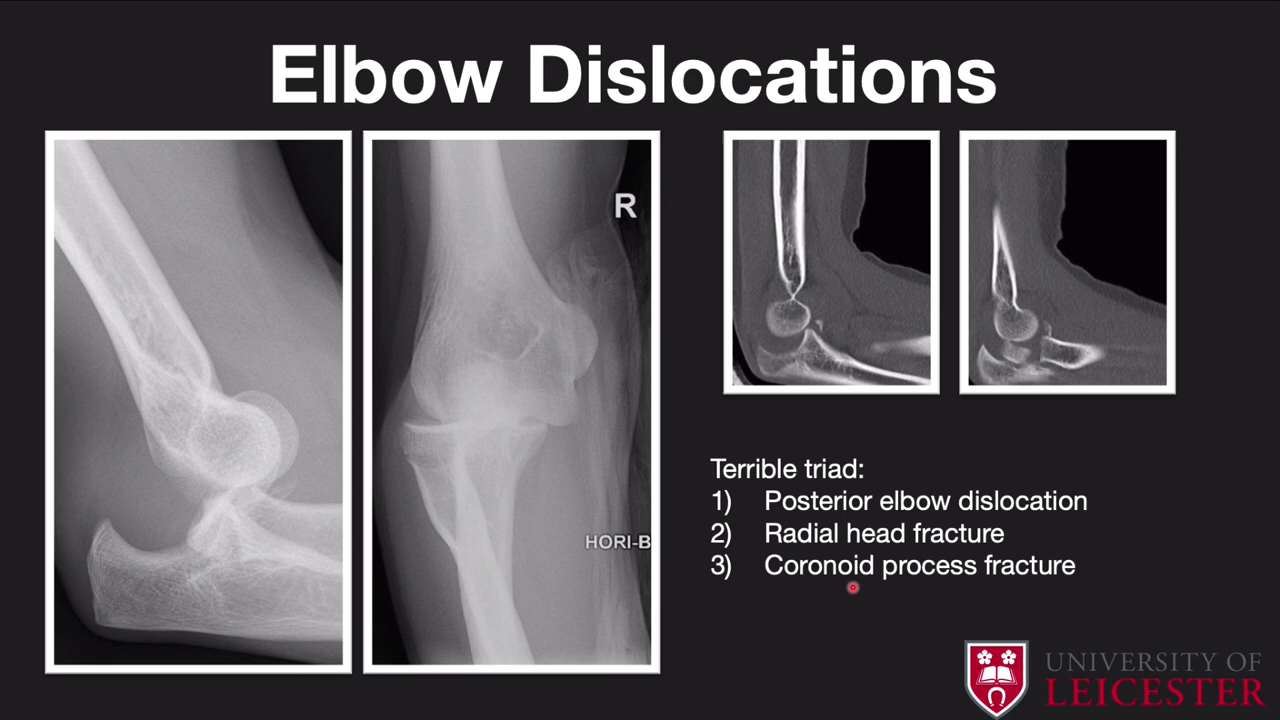 Elbow Dislocations
R
HORI-B
Terrible triad:
1) Posterior elbow dislocation
2) Radial head fracture
3) Coronoid process fracture
UNIVERSITY OF
LEICESTER